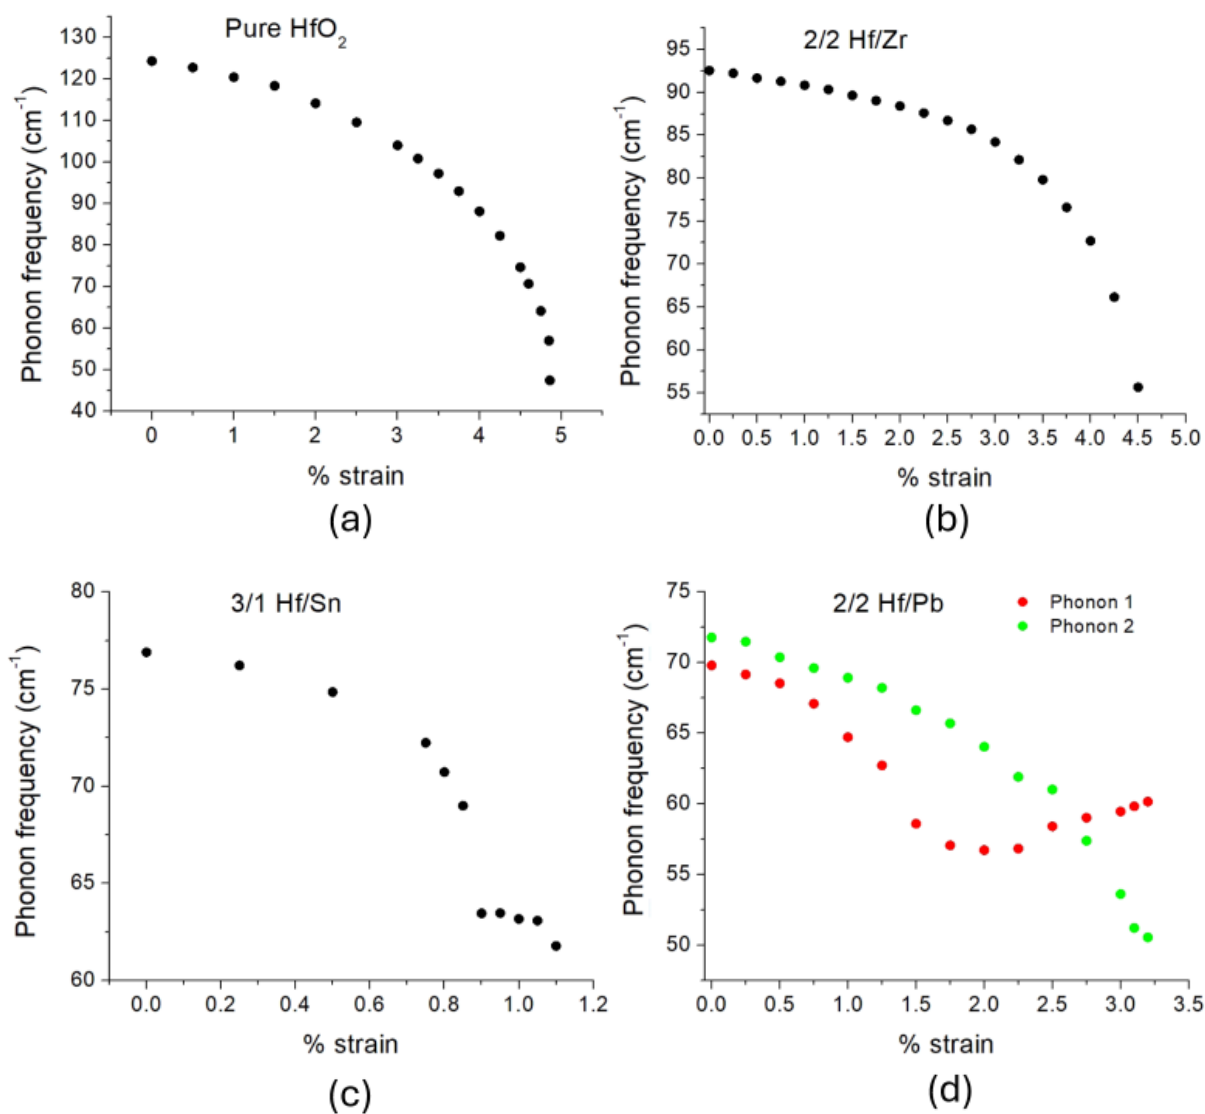 Pure HfO₂
Phonon frequency (cm⁻¹)
130
120
110
100
90
80
70
60
50
40
0 1 2 3 4 5
% strain
(a)
2/2 Hf/Zr
Phonon frequency (cm⁻¹)
95
90
85
80
75
70
65
60
55
0.0 0.5 1.0 1.5 2.0 2.5 3.0 3.5 4.0 4.5 5.0
% strain
(b)
3/1 Hf/Sn
Phonon frequency (cm⁻¹)
80
75
70
65
60
0.0 0.2 0.4 0.6 0.8 1.0 1.2
% strain
(c)
2/2 Hf/Pb
Phonon 1
Phonon 2
Phonon frequency (cm⁻¹)
75
70
65
60
55
50
0.0 0.5 1.0 1.5 2.0 2.5 3.0 3.5
% strain
(d)